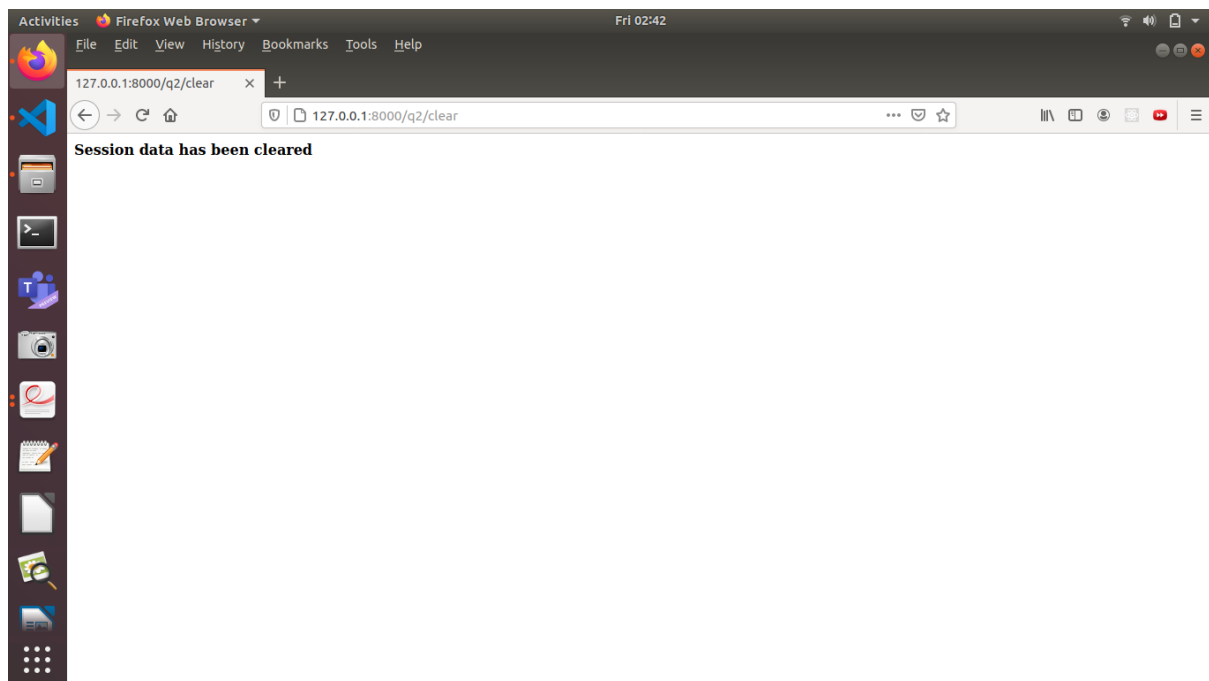 Activities Firefox Web Browser Fri 02:42
File Edit View History Bookmarks Tools Help
127.0.0.1:8000/q2/clear
127.0.0.1:8000/q2/clear
Session data has been cleared